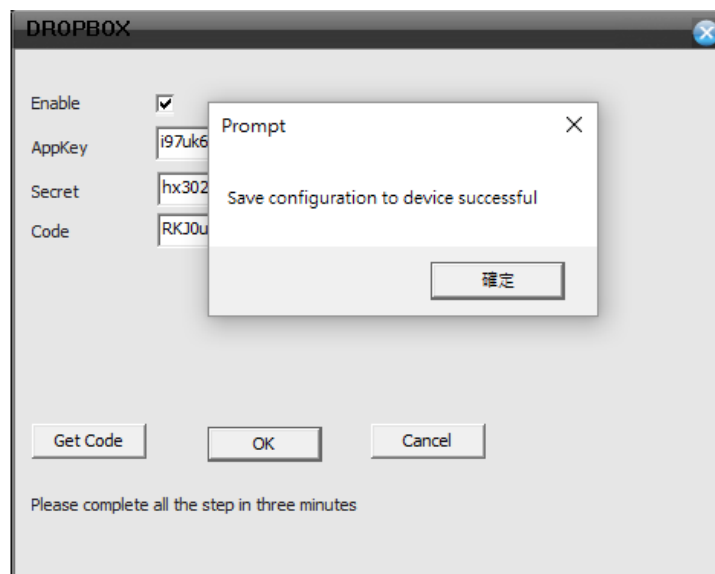 DROPBOX
Enable
AppKey
i97uk6
Secret
hx302
Code
RKJ0u
Prompt
Save configuration to device successful
確定
Get Code
OK
Cancel
Please complete all the step in three minutes